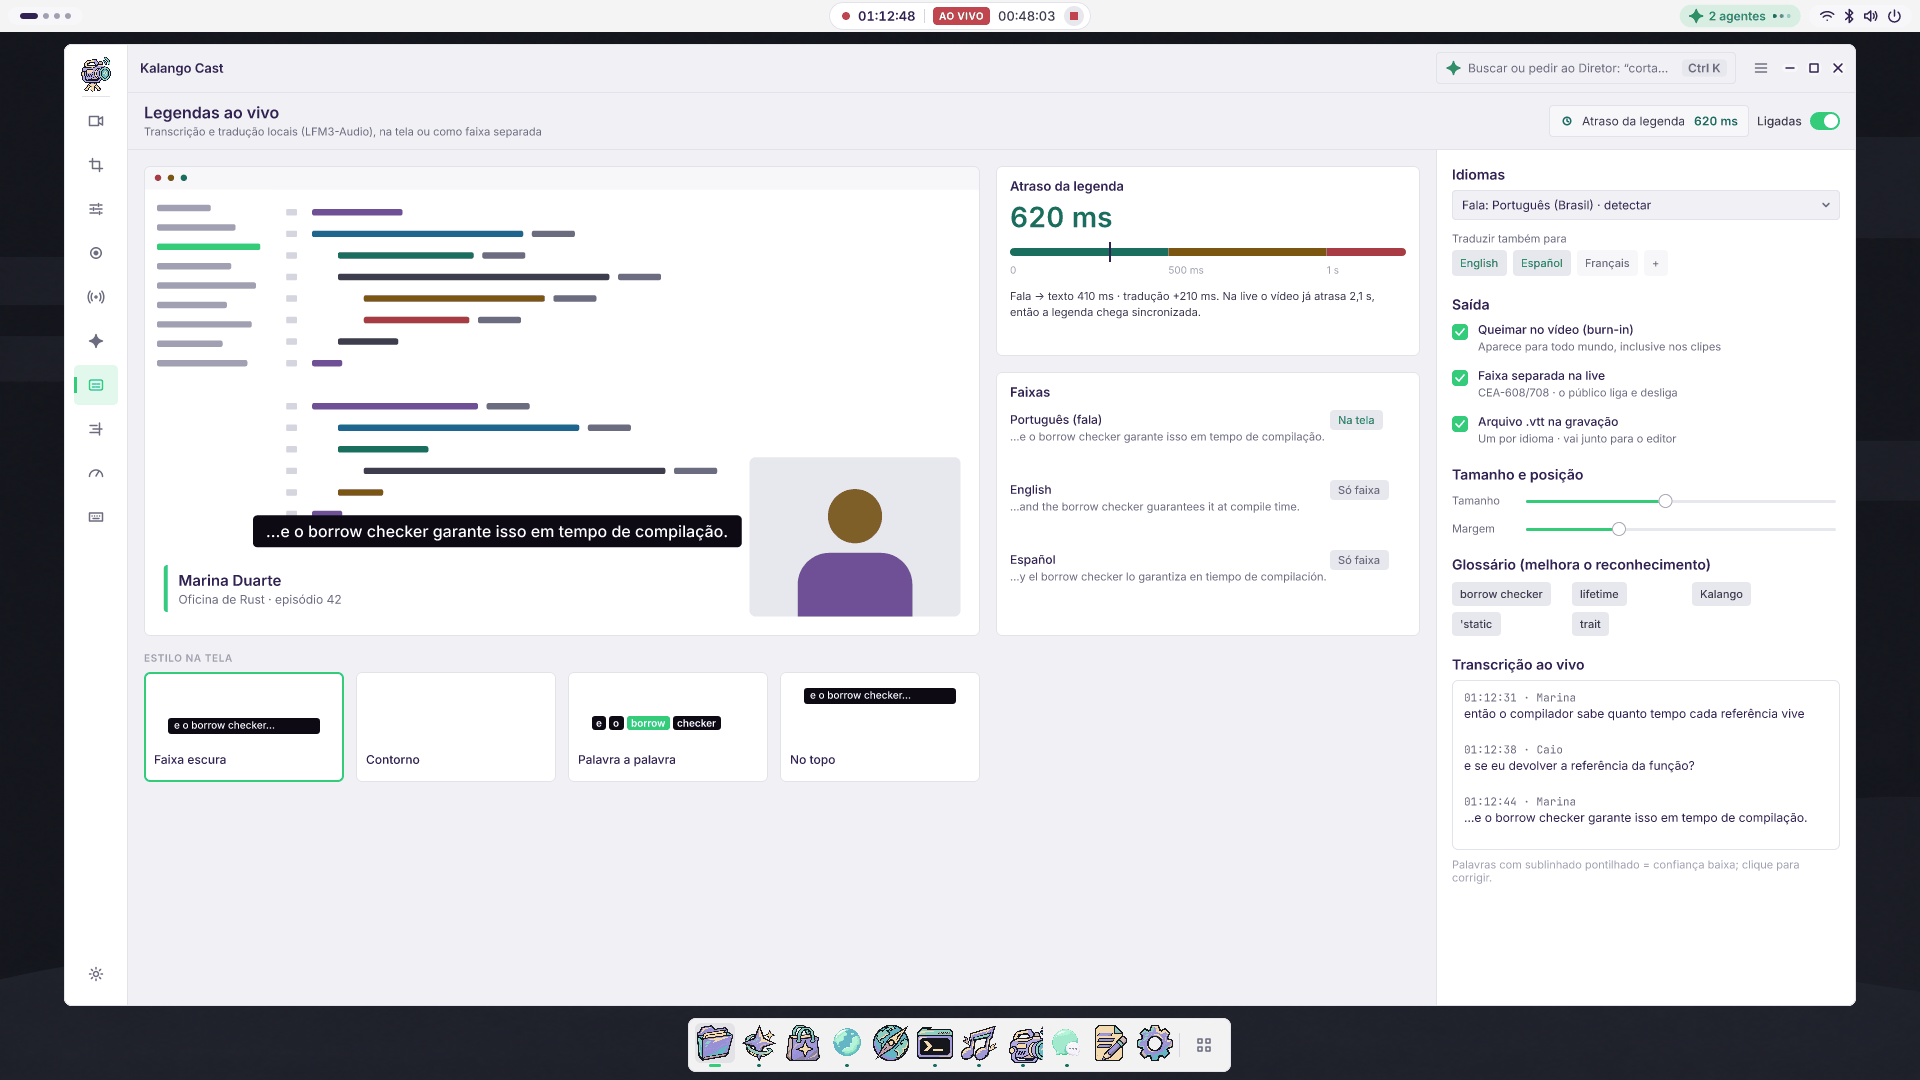 01:12:48
AO VIVO
00:48:03
2 agentes
Kalango Cast
Buscar ou pedir ao Diretor: “corta...
Ctrl K
Legendas ao vivo
Transcrição e tradução locais (LFM3-Audio), na tela ou como faixa separada
Atraso da legenda 620 ms
Ligadas
...e o borrow checker garante isso em tempo de compilação.
Marina Duarte
Oficina de Rust · episódio 42
Atraso da legenda
620 ms
0
500 ms
1 s
Fala → texto 410 ms · tradução +210 ms. Na live o vídeo já atrasa 2,1 s,
então a legenda chega sincronizada.
Faixas
Português (fala)
Na tela
...e o borrow checker garante isso em tempo de compilação.
English
Só faixa
...and the borrow checker guarantees it at compile time.
Español
Só faixa
...y el borrow checker lo garantiza en tiempo de compilación.
ESTILO NA TELA
e o borrow checker...
Faixa escura
Contorno
e o borrow checker
Palavra a palavra
e o borrow checker...
No topo
Idiomas
Fala: Português (Brasil) · detectar
Traduzir também para
English
Español
Français
+
Saída
Queimar no vídeo (burn-in)
Aparece para todo mundo, inclusive nos clipes
Faixa separada na live
CEA-608/708 · o público liga e desliga
Arquivo .vtt na gravação
Um por idioma · vai junto para o editor
Tamanho e posição
Tamanho
Margem
Glossário (melhora o reconhecimento)
borrow checker
lifetime
Kalango
'static
trait
Transcrição ao vivo
01:12:31 · Marina
então o compilador sabe quanto tempo cada referência vive
01:12:38 · Caio
e se eu devolver a referência da função?
01:12:44 · Marina
...e o borrow checker garante isso em tempo de compilação.
Palavras com sublinhado pontilhado = confiança baixa; clique para
corrigir.